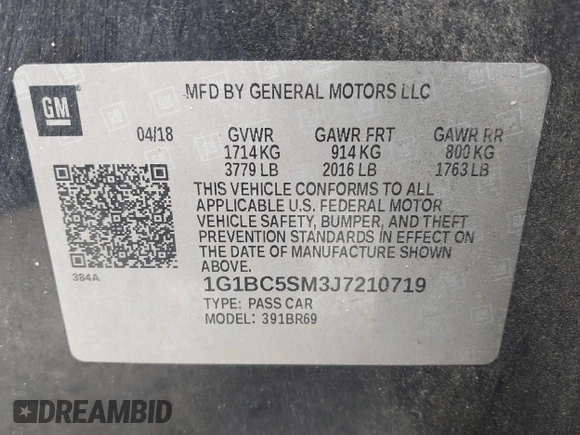 GM
MFD BY GENERAL MOTORS LLC
04/18 GVWR GAWR FRT GAWR RR
1714 KG 914 KG 800 KG
3779 LB 2016 LB 1763 LB
THIS VEHICLE CONFORMS TO ALL
APPLICABLE U.S. FEDERAL MOTOR
VEHICLE SAFETY, BUMPER, AND THEFT
PREVENTION STANDARDS IN EFFECT ON
THE DATE OF MANUFACTURE SHOWN
ABOVE.
384A
1G1BC5SM3J7210719
TYPE: PASS CAR
MODEL: 391BR69
DREAMBID